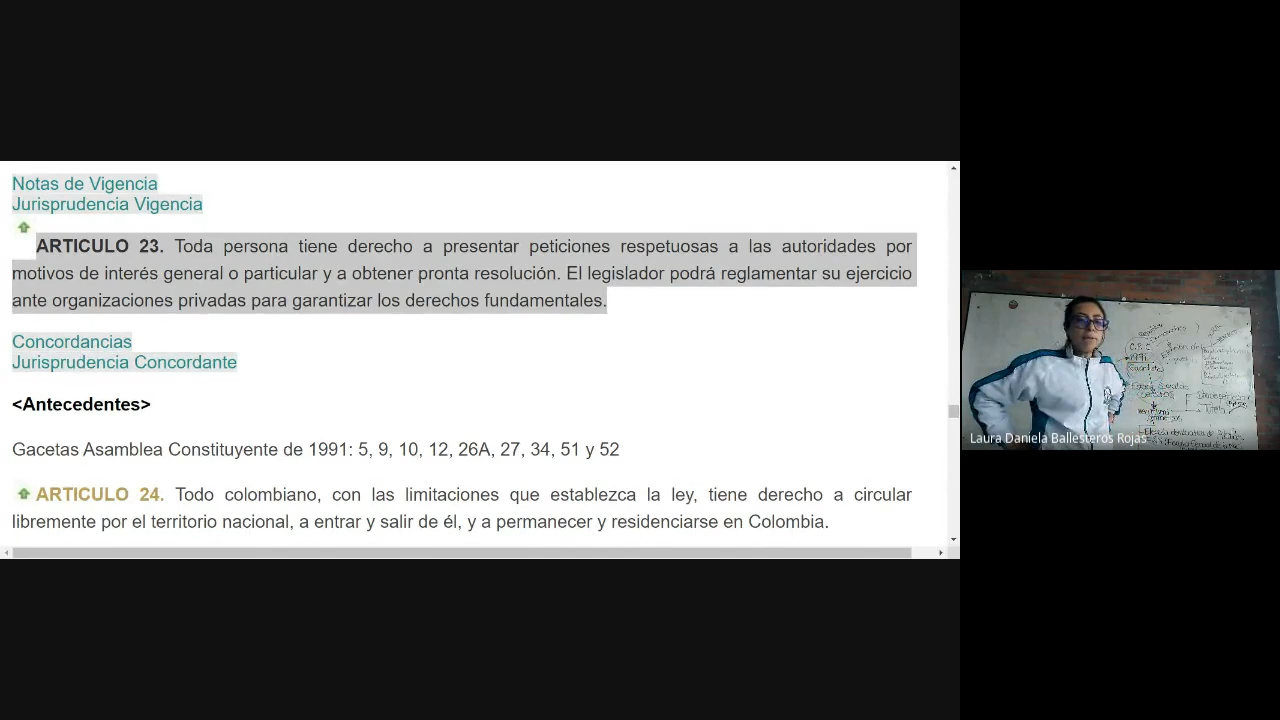 Notas de Vigencia
Jurisprudencia Vigencia
ARTICULO 23. Toda persona tiene derecho a presentar peticiones respetuosas a las autoridades por
motivos de interés general o particular y a obtener pronta resolución. El legislador podrá reglamentar su ejercicio
ante organizaciones privadas para garantizar los derechos fundamentales.
Concordancias
Jurisprudencia Concordante
<Antecedentes>
Gacetas Asamblea Constituyente de 1991: 5, 9, 10, 12, 26A, 27, 34, 51 y 52
ARTICULO 24. Todo colombiano, con las limitaciones que establezca la ley, tiene derecho a circular
libremente por el territorio nacional, a entrar y salir de él, y a permanecer y residenciarse en Colombia.
C.P.C
1991
Tutela
Laura Daniela Ballesteros Rojas